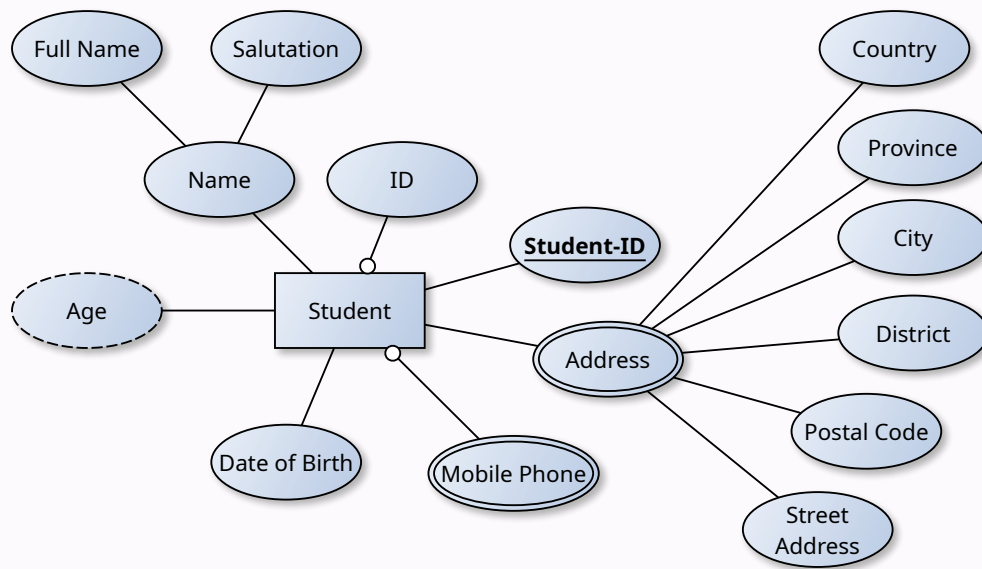 Full Name
Salutation
Country
Province
Name
ID
City
Student-ID
Age
Student
District
Address
Postal Code
Date of Birth
Mobile Phone
Street
Address